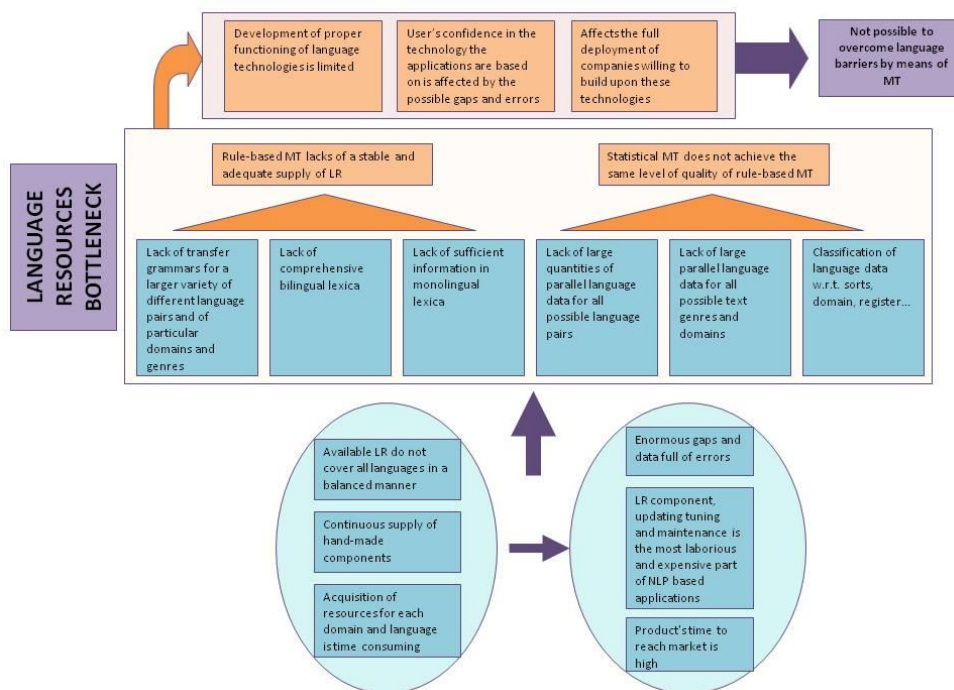 Development of proper
functioning of language
technologies is limited
User's confidence in the
technology the
applications are based
on is affected by the
possible gaps and errors
Affects the full
deployment of
companies willing to
build upon these
technologies
Not possible to
overcome language
barriers by means of
MT
LANGUAGE
RESOURCES
BOTTLENECK
Rule-based MT lacks of a stable and
adequate supply of LR
Statistical MT does not achieve the
same level of quality of rule-based MT
Lack of transfer
grammars for a
larger variety of
different language
pairs and of
particular
domains and
genres
Lack of
comprehensive
bilingual lexica
Lack of sufficient
information in
monolingual
lexica
Lack of large
quantities of
parallel language
data for all
possible language
pairs
Lack of large
parallel language
data for all
possible text
genres and
domains
Classification of
language data
w.r.t. sorts,
domain, register...
Available LR do not
cover all languages in a
balanced manner
Continuous supply of
hand-made
components
Acquisition of
resources for each
domain and language
is time consuming
Enormous gaps and
data full of errors
LR component,
updating tuning
and maintenance is
the most laborious
and expensive part
of NLP based
applications
Product's time to
reach market is
high